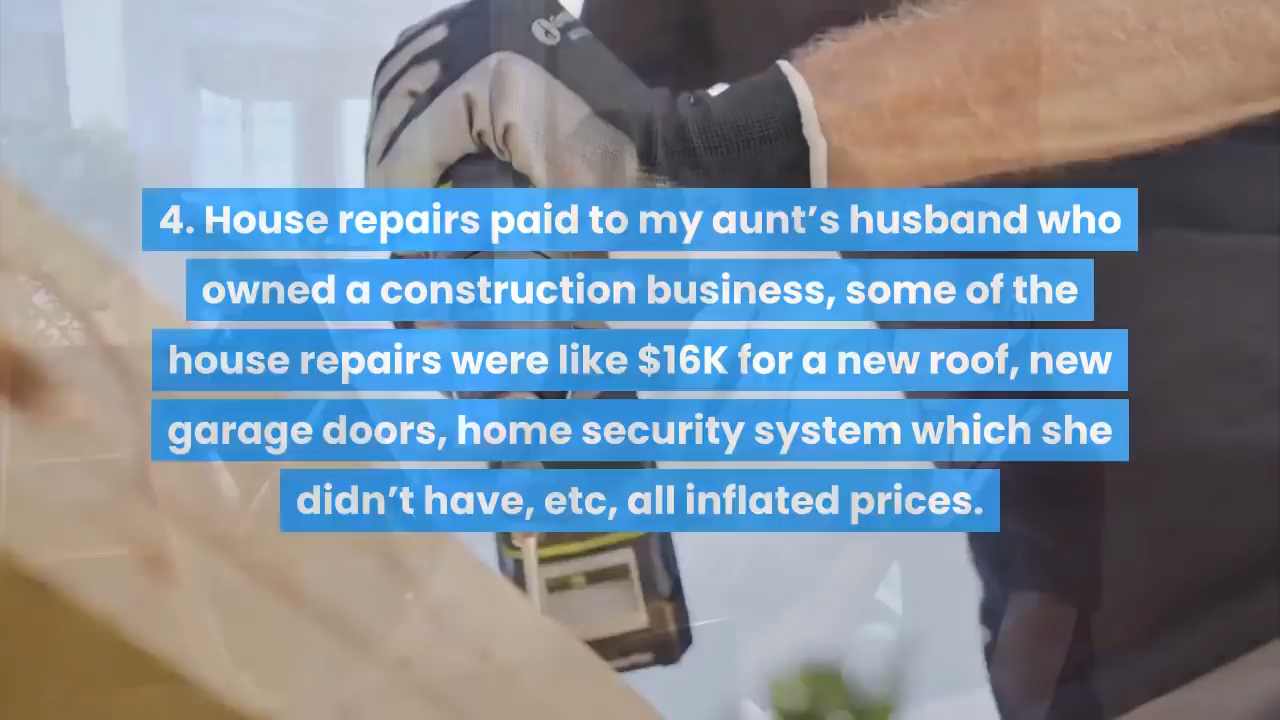 4. House repairs paid to my aunt’s husband who
owned a construction business, some of the
house repairs were like $16K for a new roof, new
garage doors, home security system which she
didn’t have, etc, all inflated prices.